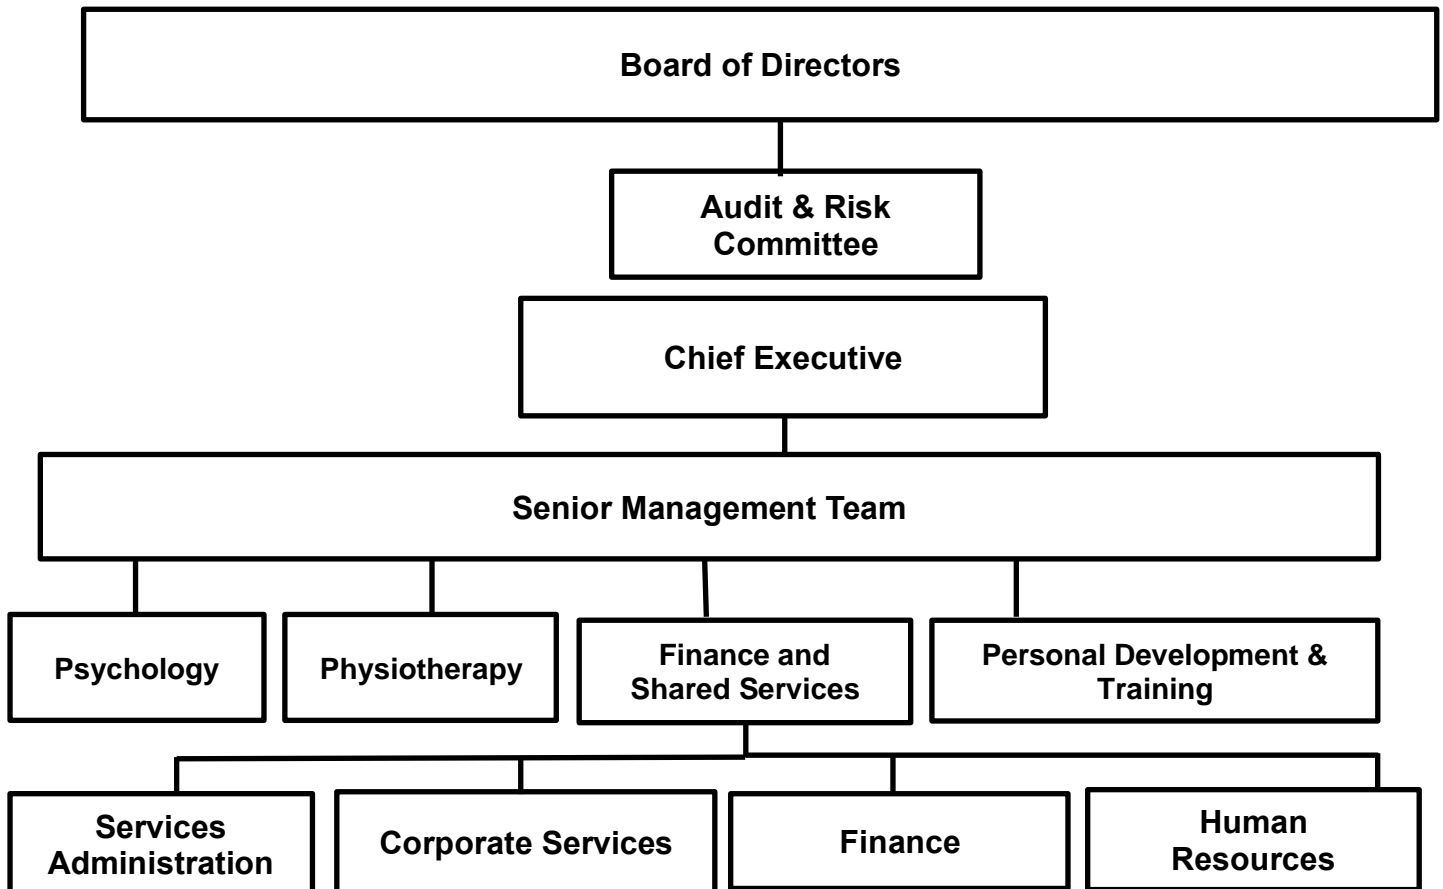 Board of Directors
Audit & Risk
Committee
Chief Executive
Senior Management Team
Psychology
Physiotherapy
Finance and
Shared Services
Personal Development &
Training
Services
Administration
Corporate Services
Finance
Human
Resources